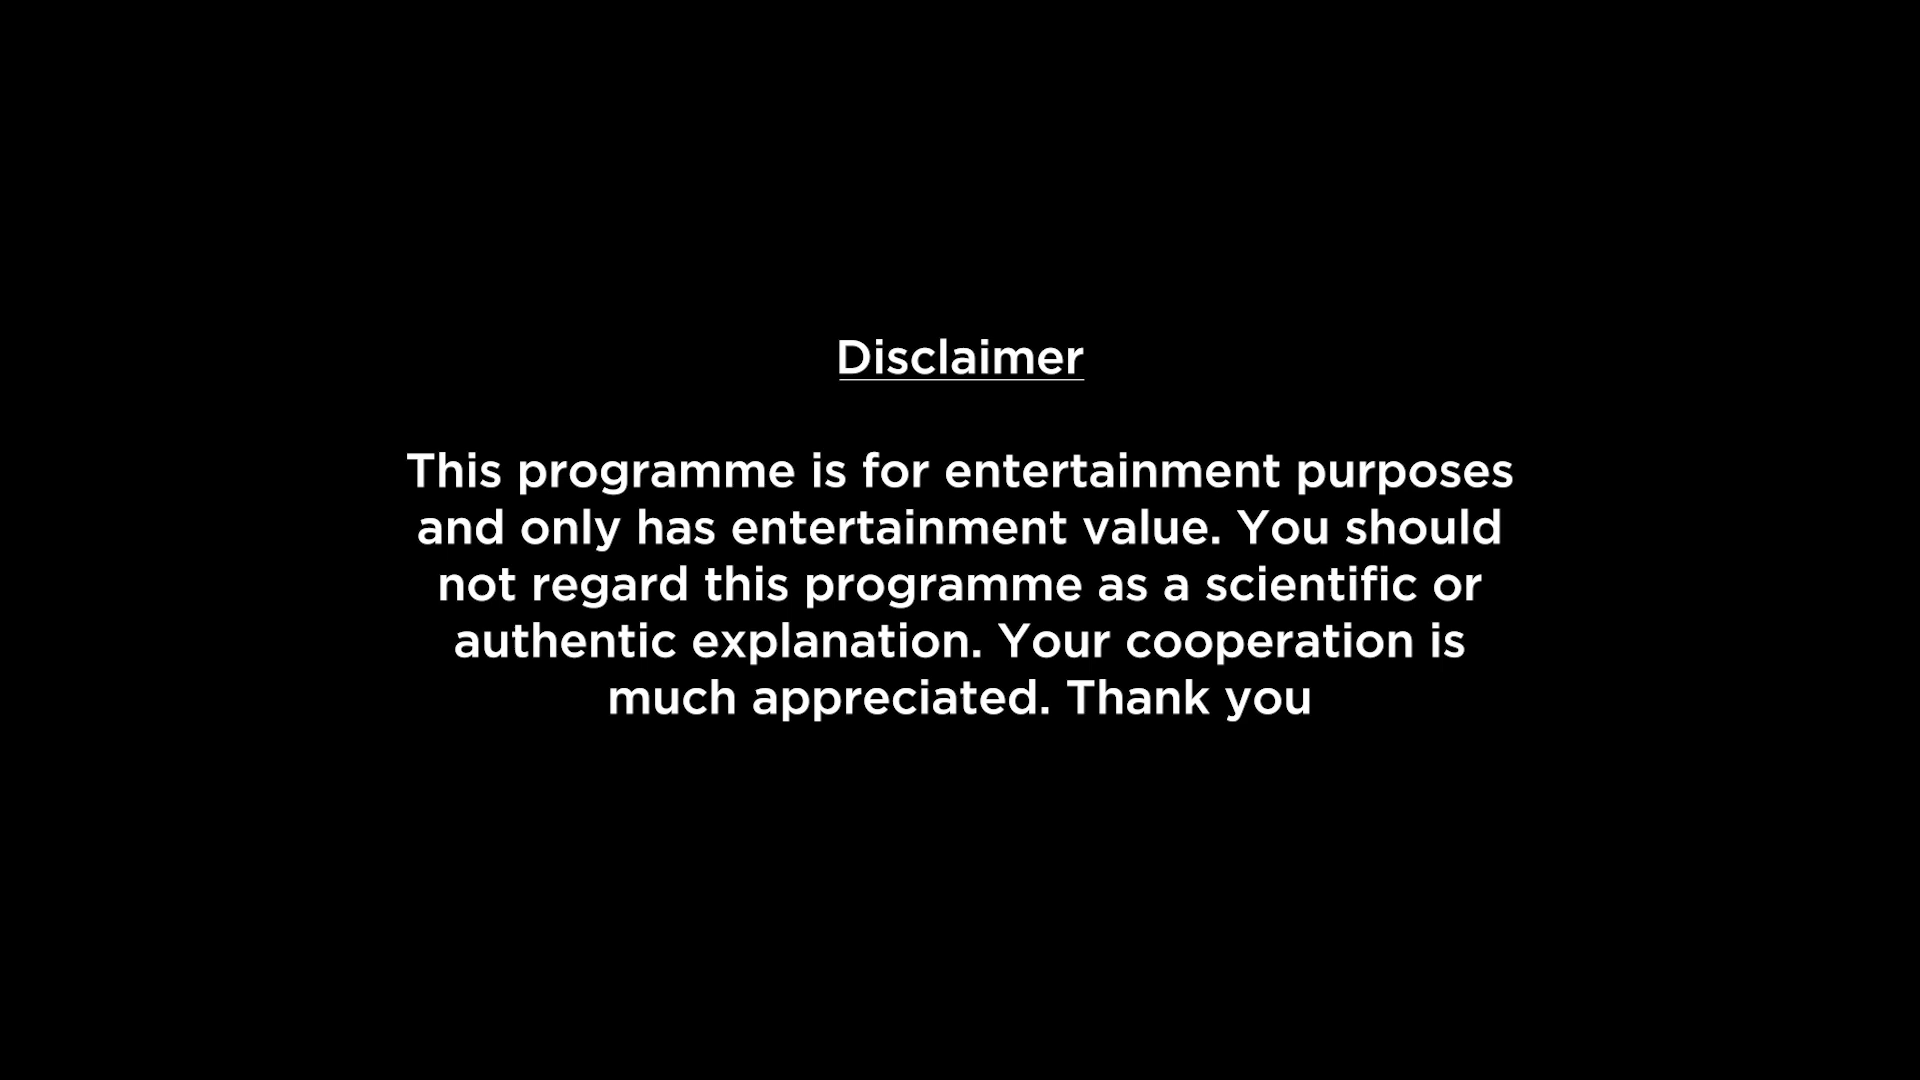 Disclaimer
This programme is for entertainment purposes
and only has entertainment value. You should
not regard this programme as a scientific or
authentic explanation. Your cooperation is
much appreciated. Thank you